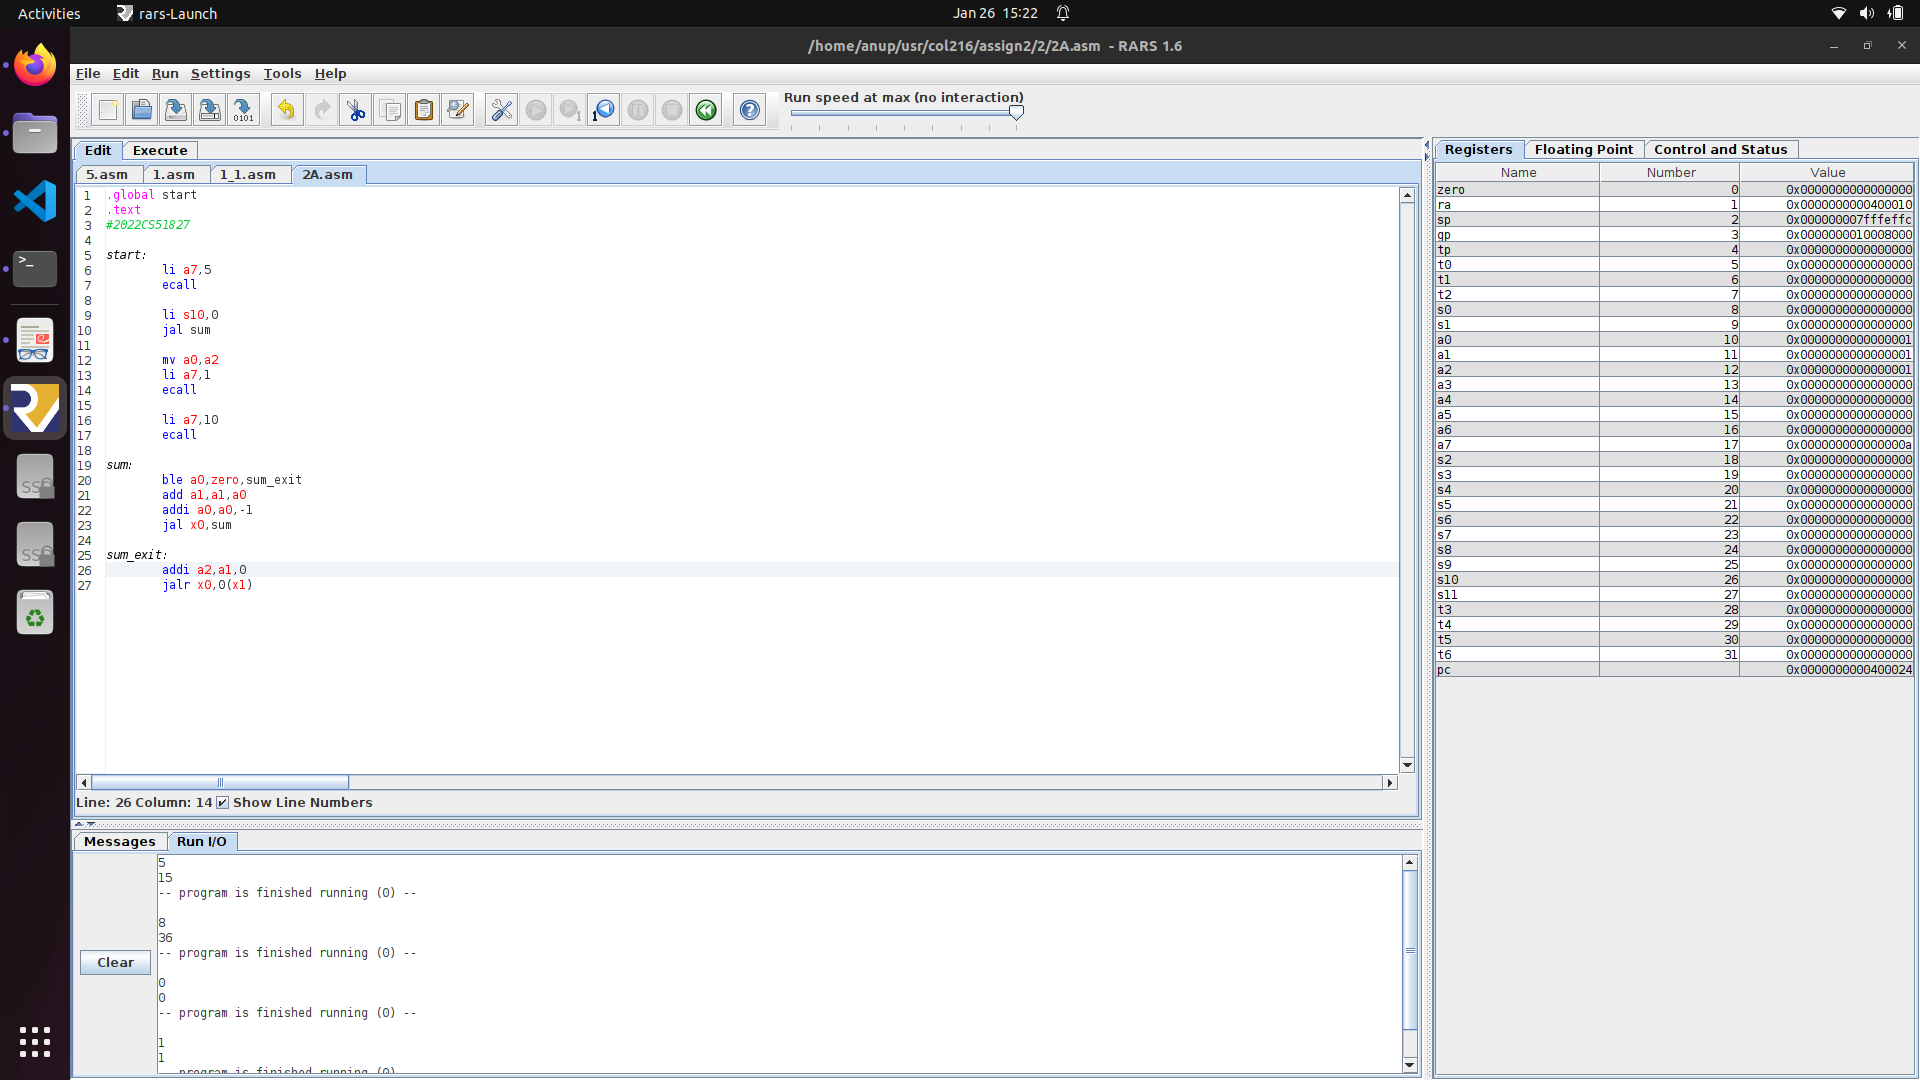 Activities rars-Launch Jan 26 15:22
/home/anup/usr/col216/assign2/2/2A.asm - RARS 1.6
File Edit Run Settings Tools Help
0101 1 1 Run speed at max (no interaction)
Edit Execute
5.asm 1.asm 1_1.asm 2A.asm
1 .global start
2 .text
3 #2022CS51827
4
5 start:
6 li a7,5
7 ecall
8
9 li s10,0
10 jal sum
11
12 mv a0,a2
13 li a7,1
14 ecall
15
16 li a7,10
17 ecall
18
19 sum:
20 ble a0,zero,sum_exit
21 add a1,a1,a0
22 addi a0,a0,-1
23 jal x0,sum
24
25 sum_exit:
26 addi a2,a1,0
27 jalr x0,0(x1)
Line: 26 Column: 14 Show Line Numbers
Messages Run I/O
Clear
5
15
-- program is finished running (0) --
8
36
-- program is finished running (0) --
0
0
-- program is finished running (0) --
1
1
-- program is finished running (0) --
Registers Floating Point Control and Status
Name Number Value
zero 0 0x0000000000000000
ra 1 0x0000000000400010
sp 2 0x000000007fffeffc
gp 3 0x0000000010008000
tp 4 0x0000000000000000
t0 5 0x0000000000000000
t1 6 0x0000000000000000
t2 7 0x0000000000000000
s0 8 0x0000000000000000
s1 9 0x0000000000000000
a0 10 0x0000000000000001
a1 11 0x0000000000000001
a2 12 0x0000000000000001
a3 13 0x0000000000000000
a4 14 0x0000000000000000
a5 15 0x0000000000000000
a6 16 0x0000000000000000
a7 17 0x000000000000000a
s2 18 0x0000000000000000
s3 19 0x0000000000000000
s4 20 0x0000000000000000
s5 21 0x0000000000000000
s6 22 0x0000000000000000
s7 23 0x0000000000000000
s8 24 0x0000000000000000
s9 25 0x0000000000000000
s10 26 0x0000000000000000
s11 27 0x0000000000000000
t3 28 0x0000000000000000
t4 29 0x0000000000000000
t5 30 0x0000000000000000
t6 31 0x0000000000000000
pc 0x0000000000400024